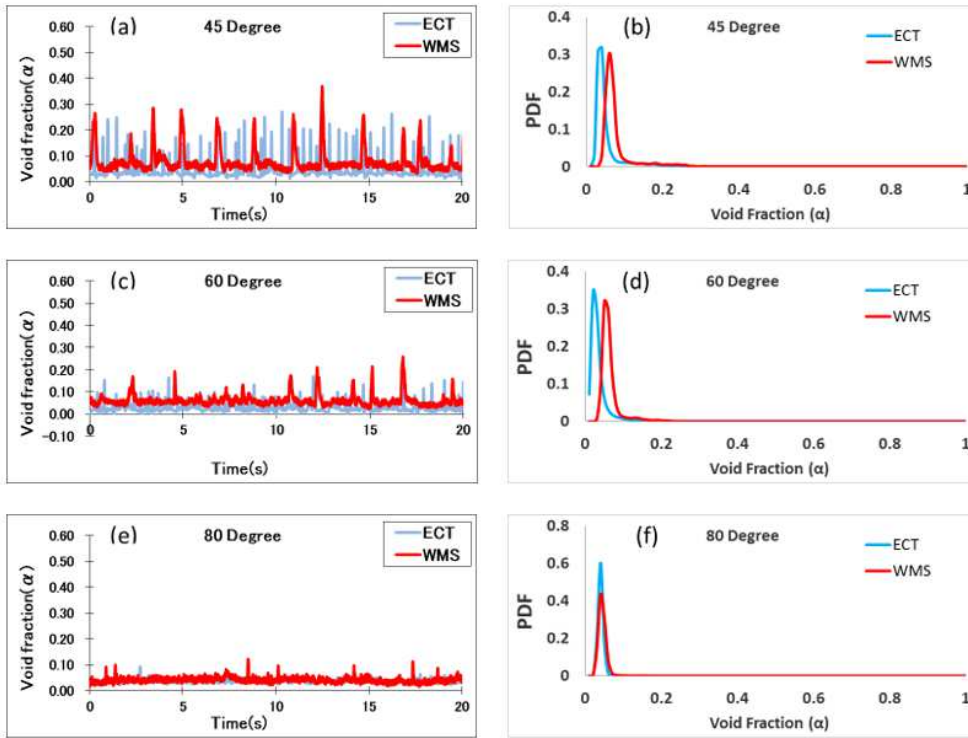 (a) 45 Degree
ECT
WMS
Void fraction(α)
0.60
0.50
0.40
0.30
0.20
0.10
0.00
0 5 10 15 20
Time(s)
(b) 45 Degree
ECT
WMS
PDF
0.4
0.3
0.2
0.1
0
0 0.2 0.4 0.6 0.8 1
Void Fraction (α)
(c) 60 Degree
ECT
WMS
Void fraction(α)
0.60
0.50
0.40
0.30
0.20
0.10
0.00
-0.10
0 5 10 15 20
Time(s)
(d) 60 Degree
ECT
WMS
PDF
0.4
0.3
0.2
0.1
0
0 0.2 0.4 0.6 0.8 1
Void Fraction (α)
(e) 80 Degree
ECT
WMS
Void fraction(α)
0.60
0.50
0.40
0.30
0.20
0.10
0.00
0 5 10 15 20
Time(s)
(f) 80 Degree
ECT
WMS
PDF
0.8
0.6
0.4
0.2
0
0 0.2 0.4 0.6 0.8 1
Void Fraction (α)